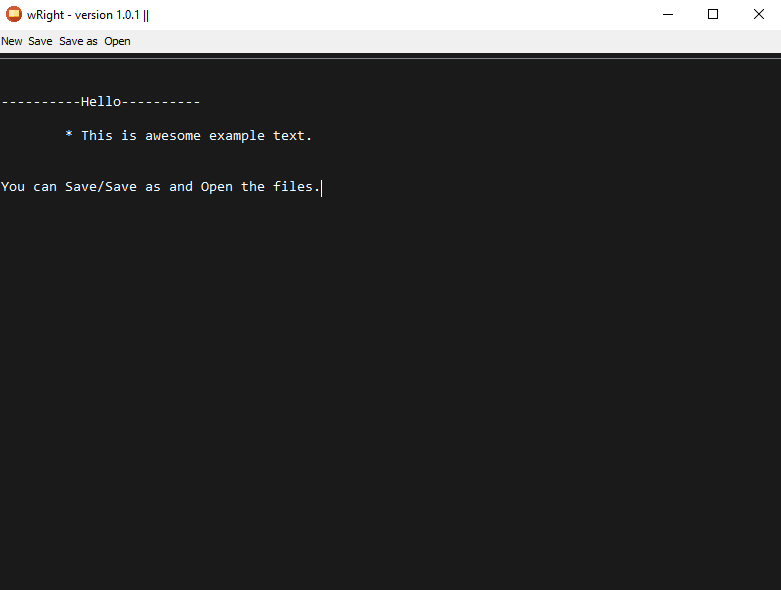 wRight - version 1.0.1 ||
New Save Save as Open
----------Hello----------
* This is awesome example text.
You can Save/Save as and Open the files.